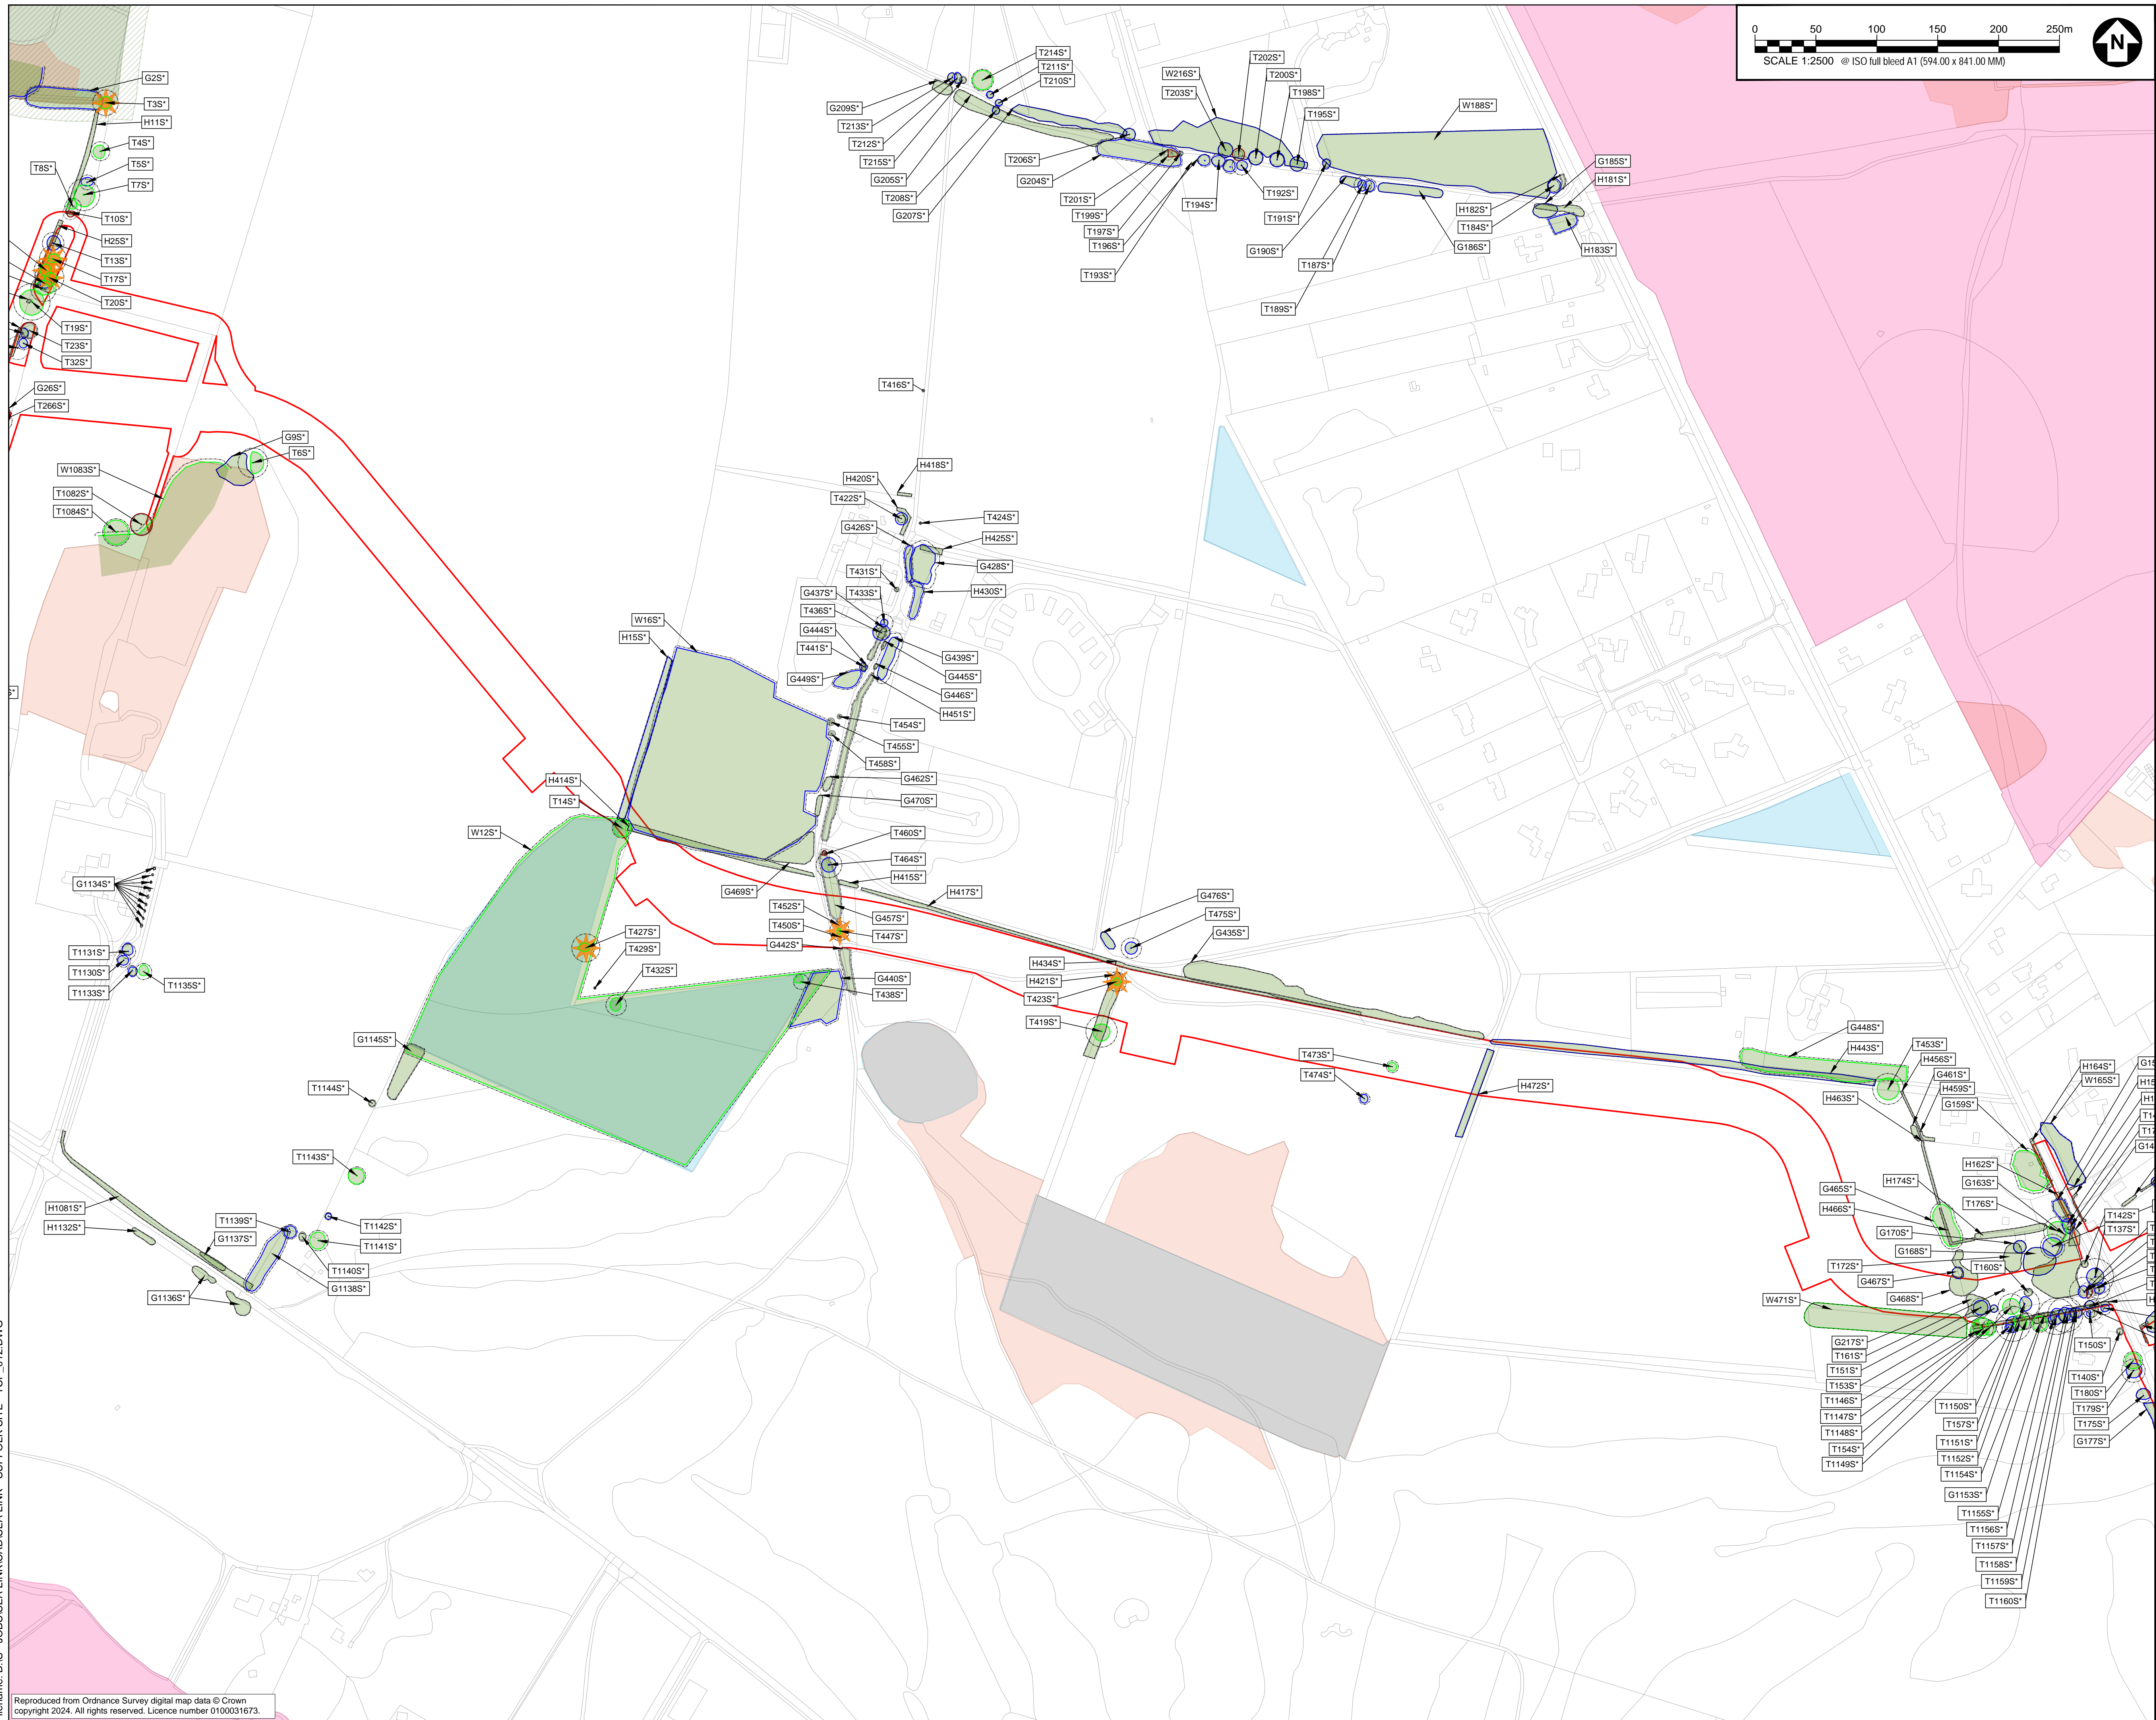 0 50 100 150 200 250m
SCALE 1:2500 @ ISO full bleed A1 (594.00 x 841.00 MM)
N
G2S*
T3S*
H11S*
T4S*
T5S*
T8S*
T7S*
T10S*
H25S*
T13S*
T17S*
T20S*
T19S*
T23S*
T32S*
G26S*
T266S*
G9S*
T6S*
W1083S*
T1082S*
T1084S*
T214S*
T211S*
T210S*
G209S*
T213S*
T212S*
T215S*
G205S*
T208S*
G207S*
T206S*
G204S*
W216S*
T203S*
T202S*
T200S*
T198S*
T195S*
W188S*
T201S*
T199S*
T197S*
T196S*
T193S*
T194S*
T192S*
T191S*
G190S*
T187S*
T189S*
G186S*
H182S*
T184S*
G185S*
H181S*
H183S*
T416S*
H418S*
H420S*
T422S*
T424S*
G426S*
H425S*
G428S*
T431S*
H430S*
G437S*
T433S*
T436S*
G444S*
T441S*
G439S*
G445S*
G449S*
G446S*
H451S*
W16S*
H15S*
T454S*
T455S*
T458S*
G462S*
G470S*
H414S*
T14S*
W12S*
T460S*
T464S*
H415S*
G469S*
H417S*
T452S*
G457S*
T450S*
T447S*
G442S*
T427S*
T429S*
T432S*
G440S*
T438S*
G476S*
T475S*
G435S*
H434S*
H421S*
T423S*
T419S*
T473S*
T474S*
H472S*
G448S*
H443S*
T453S*
H456S*
G461S*
H459S*
H463S*
G159S*
H164S*
W165S*
G1134S*
T1131S*
T1130S*
T1133S*
T1135S*
G1145S*
T1144S*
T1143S*
H1081S*
H1132S*
T1139S*
G1137S*
T1142S*
T1141S*
T1140S*
G1138S*
G1136S*
H162S*
G163S*
H174S*
T176S*
G465S*
H466S*
G170S*
G168S*
T172S*
G467S*
T160S*
G468S*
W471S*
T142S*
T137S*
G217S*
T161S*
T151S*
T153S*
T1146S*
T1147S*
T1148S*
T154S*
T1149S*
T1150S*
T157S*
T1151S*
T1152S*
T1154S*
G1153S*
T1155S*
T1156S*
T1157S*
T1158S*
T1159S*
T1160S*
T150S*
T140S*
T180S*
T179S*
T175S*
G177S*
Reproduced from Ordnance Survey digital map data © Crown
copyright 2024. All rights reserved. Licence number 0100031673.